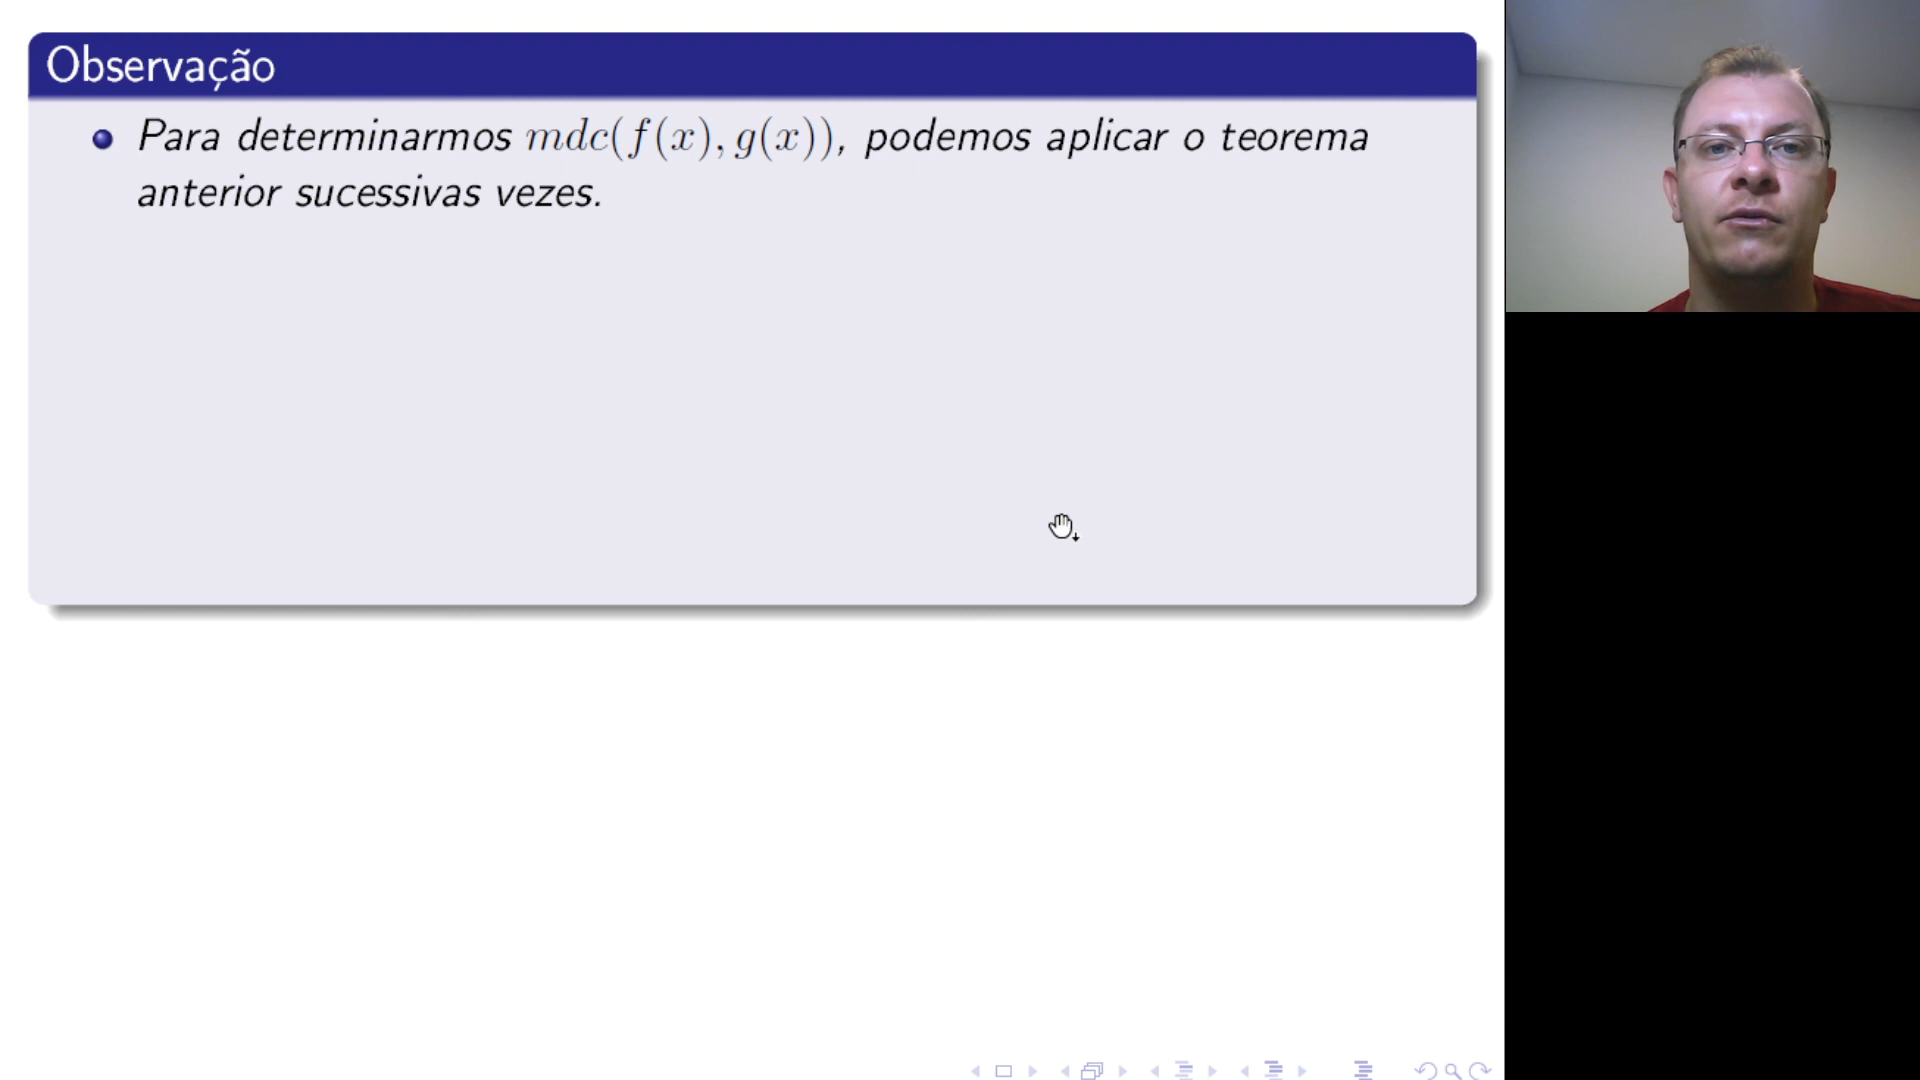 Observação
Para determinarmos mdc(f(x), g(x)), podemos aplicar o teorema
anterior sucessivas vezes.